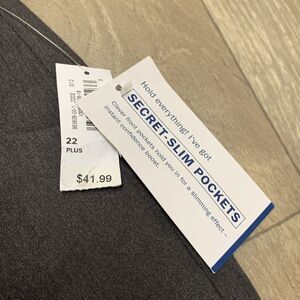 22
PLUS
$41.99
Hold everything! I've got
SECRET-SLIM POCKETS
Clever front pockets hold you in for a slimming effect –
instant confidence boost.